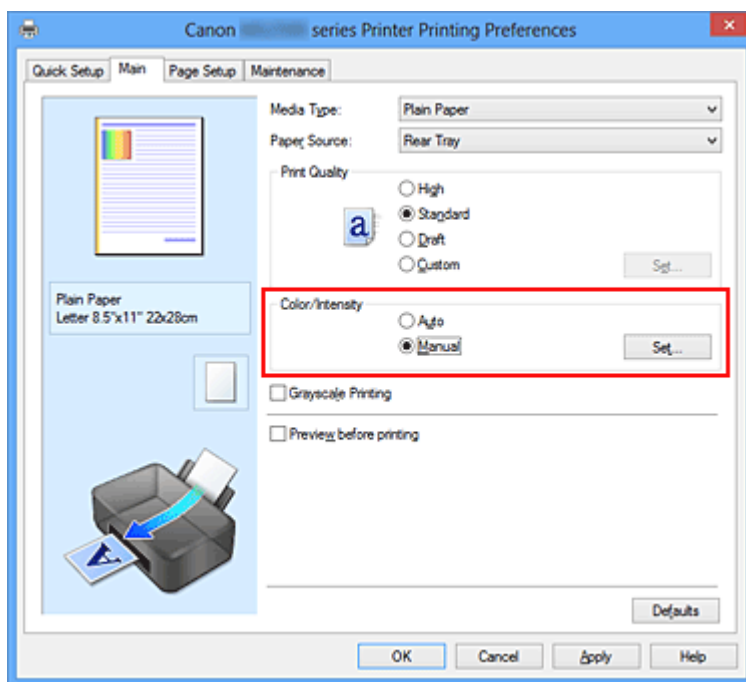 Canon series Printer Printing Preferences
Quick Setup Main Page Setup Maintenance
Media Type: Plain Paper
Paper Source: Rear Tray
Print Quality
High
Standard
Draft
Custom Set...
a
Plain Paper
Letter 8.5"x11" 22x28cm
Color/Intensity
Auto
Manual Set...
Grayscale Printing
Preview before printing
A
Defaults
OK Cancel Apply Help